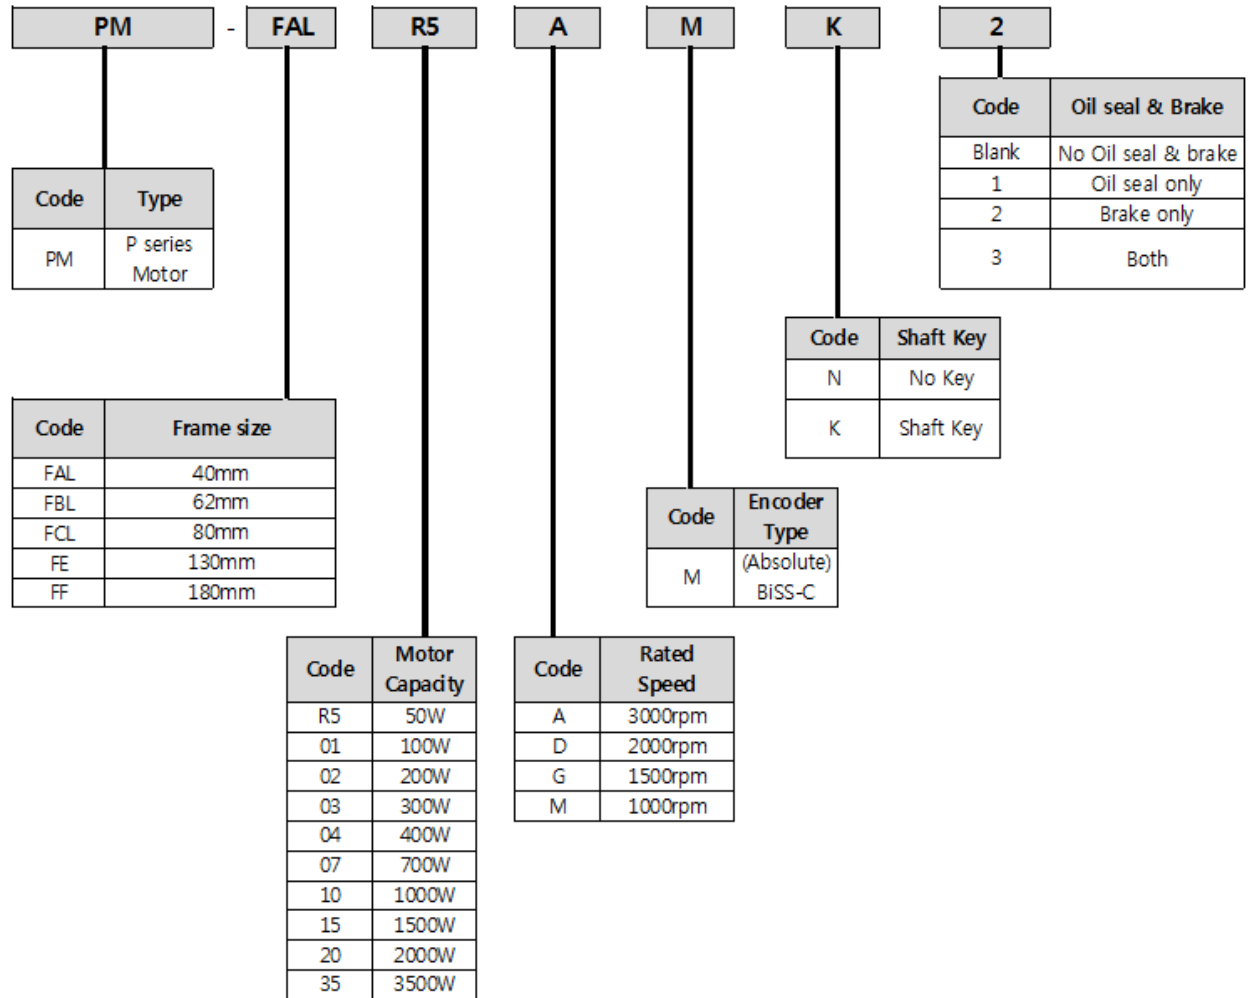 PM - FAL R5 A M K 2
Code Oil seal & Brake
Blank No Oil seal & brake
1 Oil seal only
2 Brake only
3 Both
Code Type
PM P series
Motor
Code Shaft Key
N No Key
K Shaft Key
Code Frame size
FAL 40mm
FBL 62mm
FCL 80mm
FE 130mm
FF 180mm
Code Encoder
Type
M (Absolute)
BiSS-C
Code Motor
Capacity
R5 50W
01 100W
02 200W
03 300W
04 400W
07 700W
10 1000W
15 1500W
20 2000W
35 3500W
Code Rated
Speed
A 3000rpm
D 2000rpm
G 1500rpm
M 1000rpm